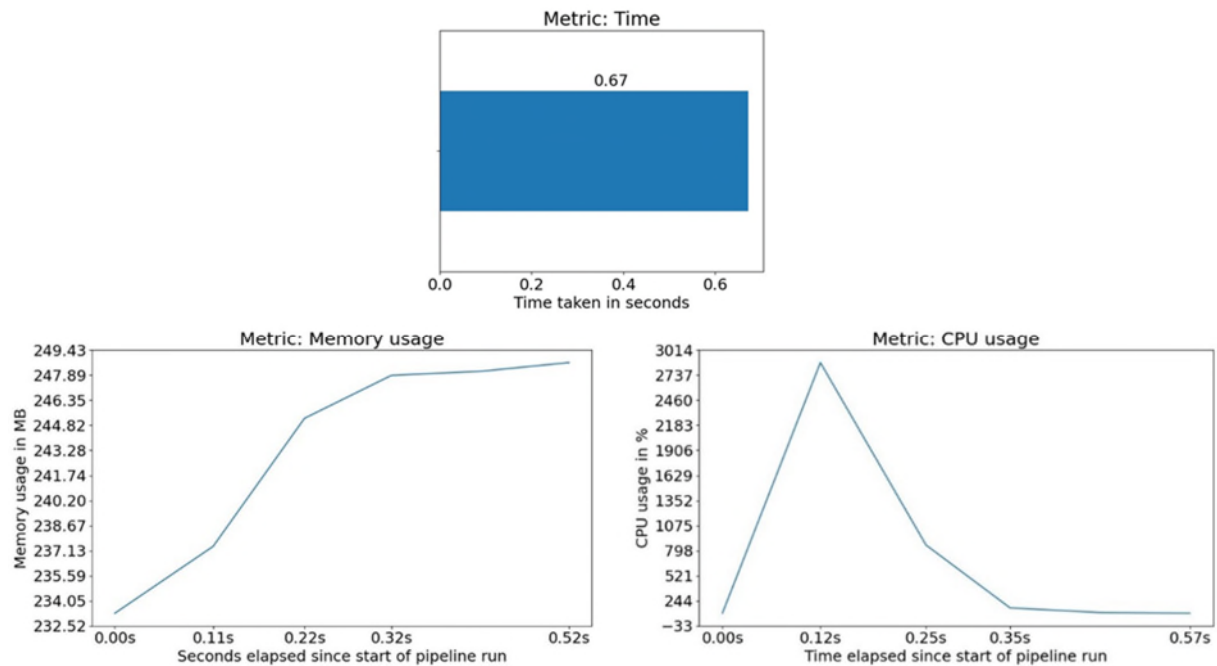 Metric: Time
0.67
0.0 0.2 0.4 0.6
Time taken in seconds
Metric: Memory usage
249.43
247.89
246.35
244.82
243.28
241.74
240.20
238.67
237.13
235.59
234.05
232.52
Memory usage in MB
0.00s 0.11s 0.22s 0.32s 0.52s
Seconds elapsed since start of pipeline run
Metric: CPU usage
3014
2737
2460
2183
1906
1629
1352
1075
798
521
244
−33
CPU usage in %
0.00s 0.12s 0.25s 0.35s 0.57s
Time elapsed since start of pipeline run